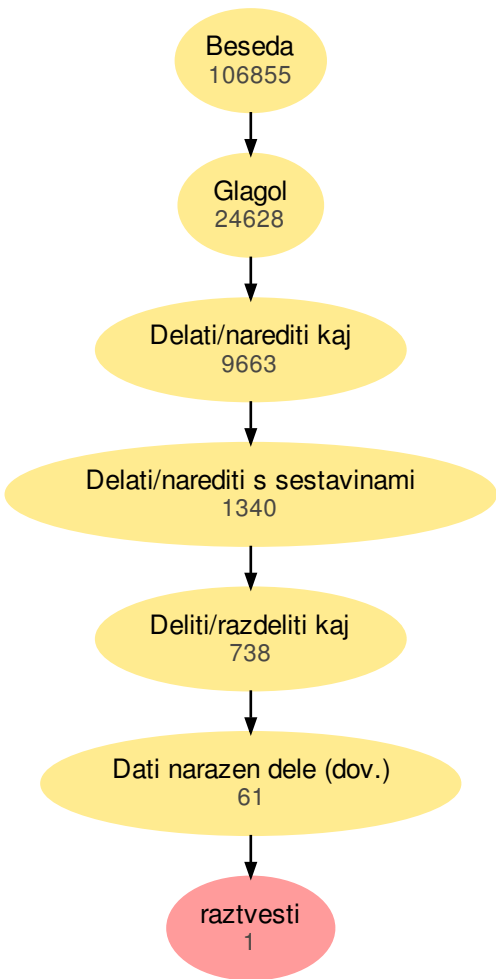 Beseda
106855
Glagol
24628
Delati/narediti kaj
9663
Delati/narediti s sestavinami
1340
Deliti/razdeliti kaj
738
Dati narazen dele (dov.)
61
raztvesti
1